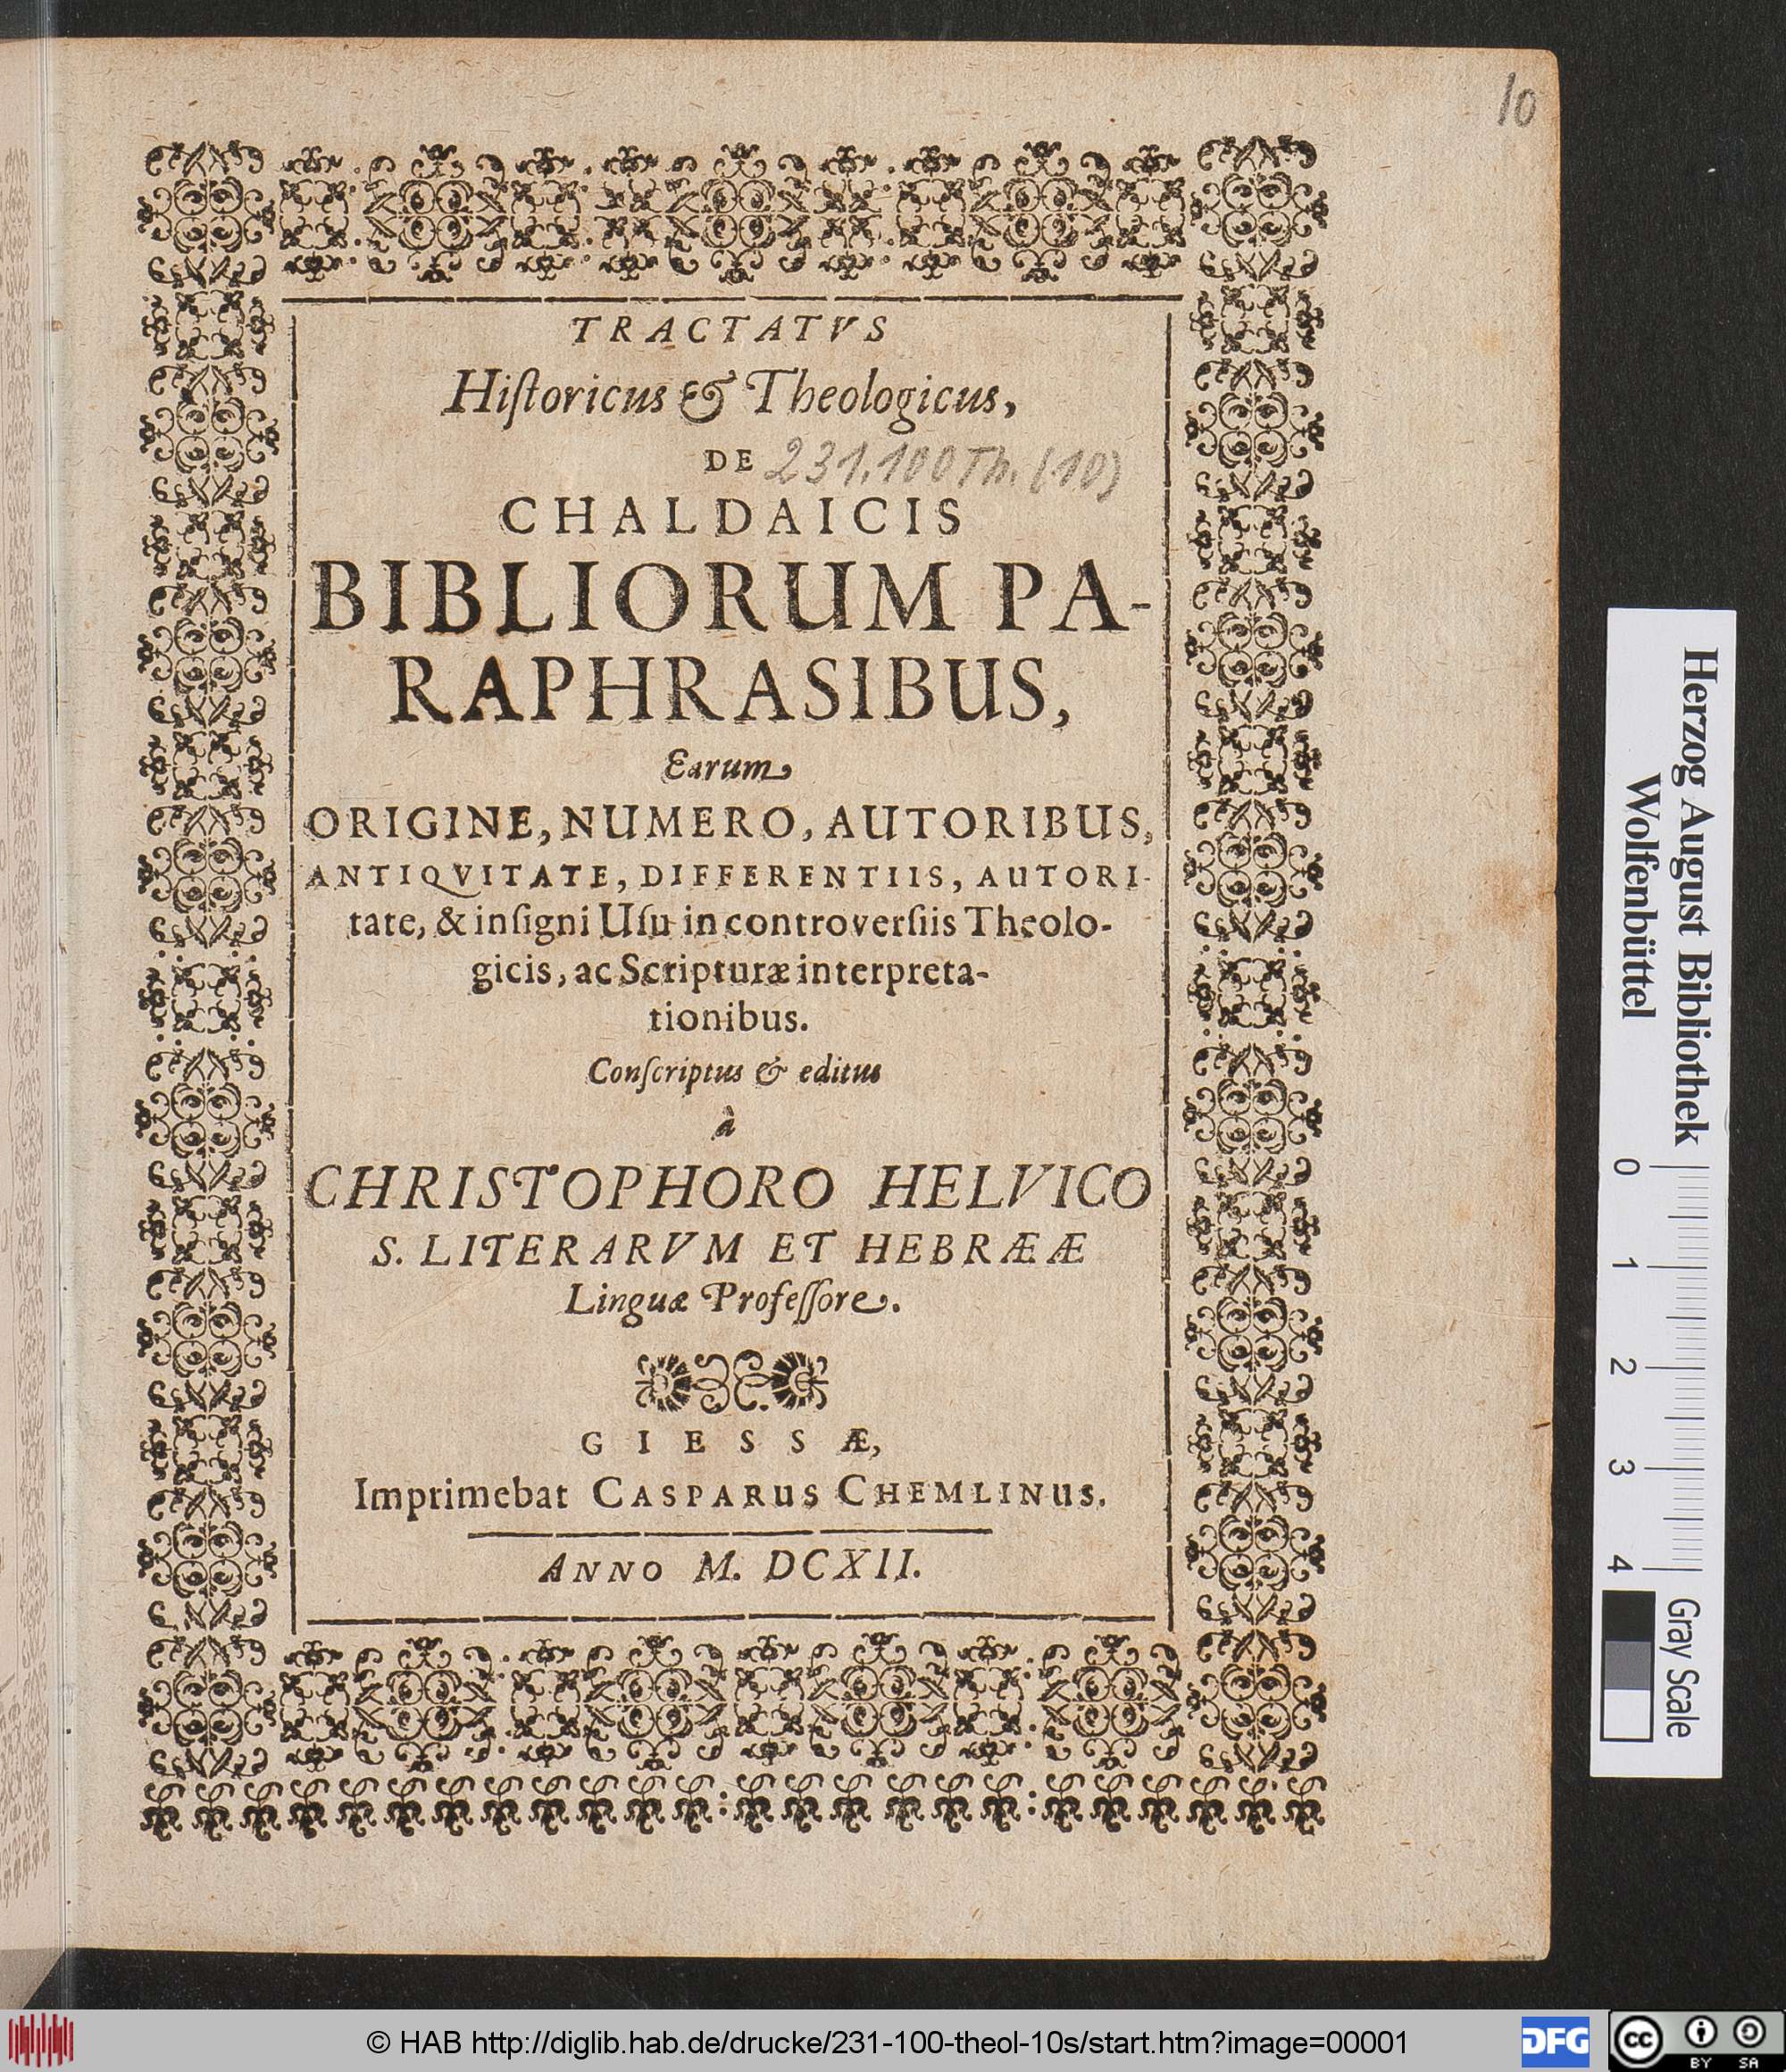 10
TRACTATVS
Hiſtoricus & Theologicus,
DE 231.100 Th. (10)
CHALDAICIS
BIBLIORUM PA-
RAPHRASIBUS,
Earum
ORIGINE, NUMERO, AUTORIBUS,
ANTIQVITATE, DIFFERENTIIS, AUTORI-
tate, & inſigni Uſu in controverſiis Theolo-
gicis, ac Scripturæ interpreta-
tionibus.
Conſcriptus & editus
à
CHRISTOPHORO HELVICO
S. LITERARVM ET HEBRÆÆ
Linguæ Profeſſore.
GIESSÆ,
Imprimebat CASPARUS CHEMLINUS.
ANNO M. DCXII.
Herzog August Bibliothek
Wolfenbüttel
0 1 2 3 4
Gray Scale
© HAB http://diglib.hab.de/drucke/231-100-theol-10s/start.htm?image=00001
DFG
cc BY SA